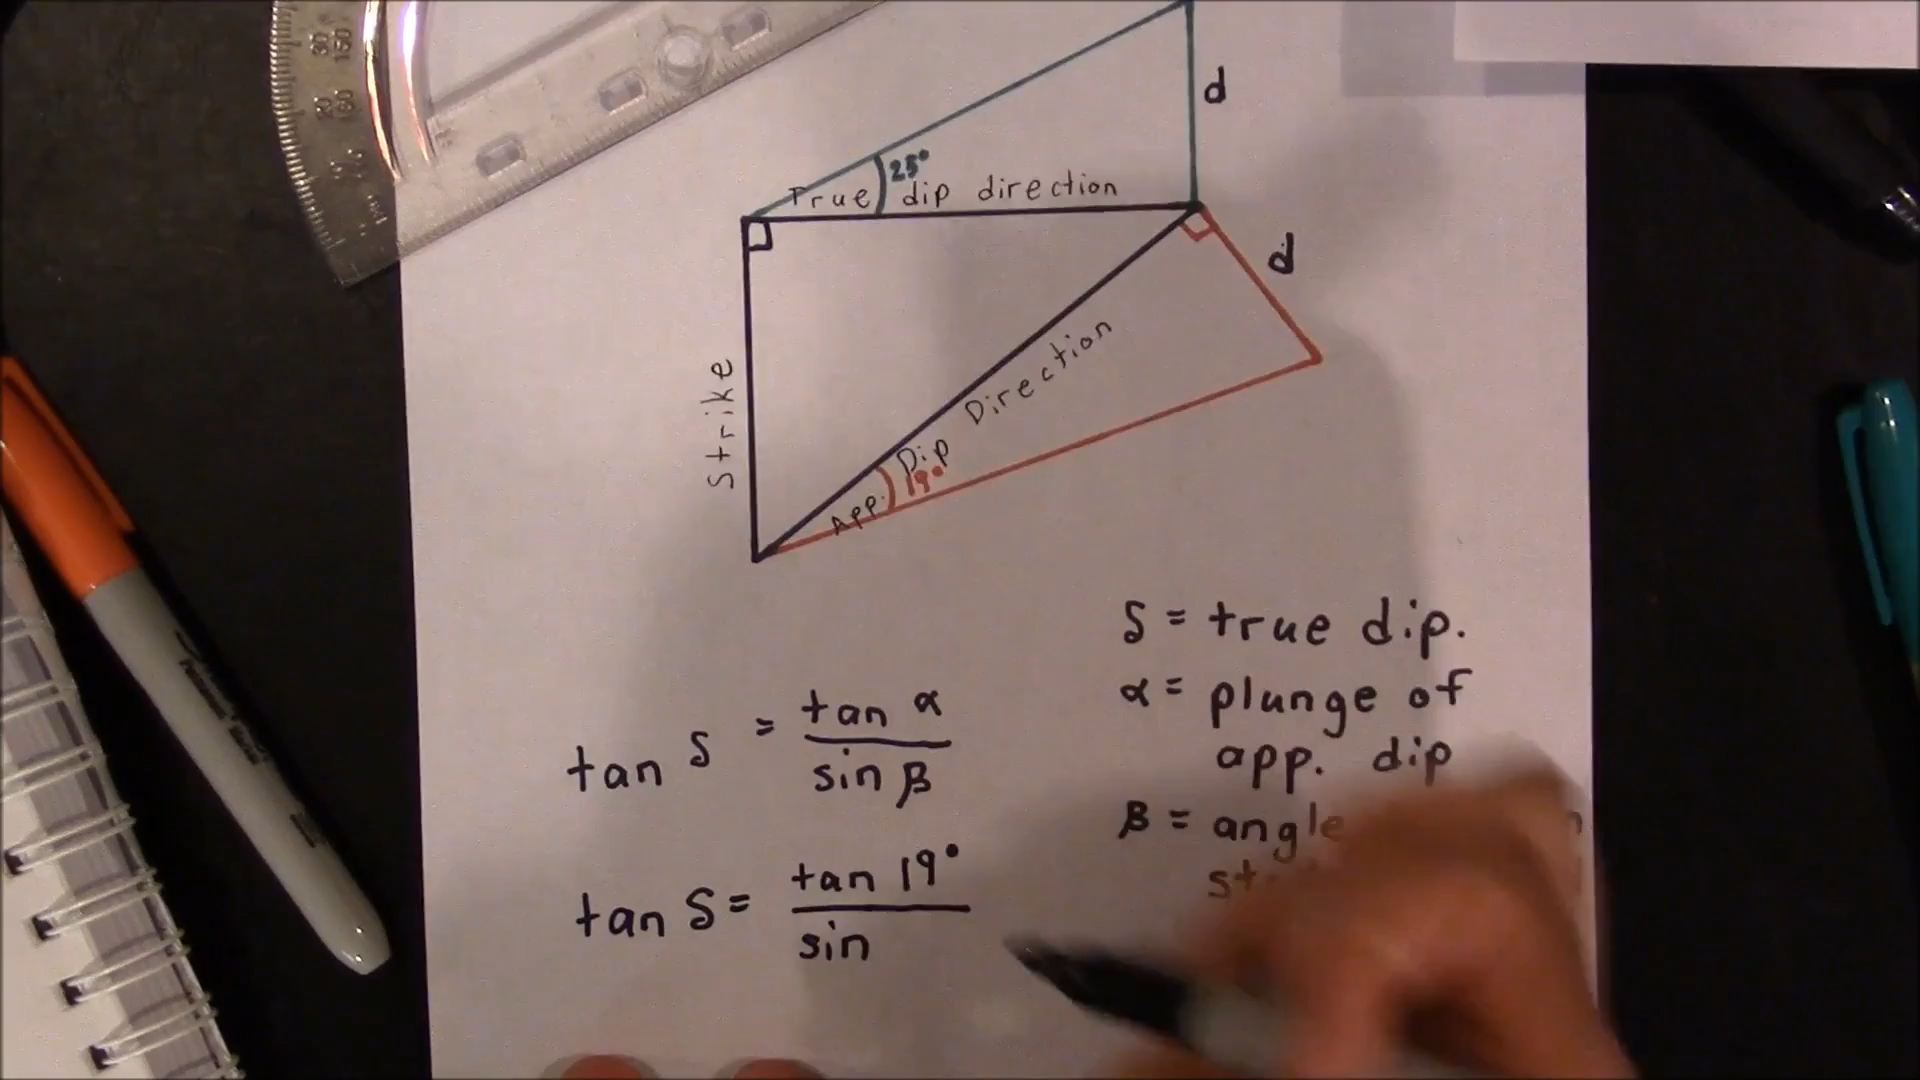 d
25°
True dip direction
d
Strike
App. Dip Direction
19°
S = true dip.
α = plunge of
app. dip
tan S = tan α
sin β
β = angle
tan S = tan 19°
sin